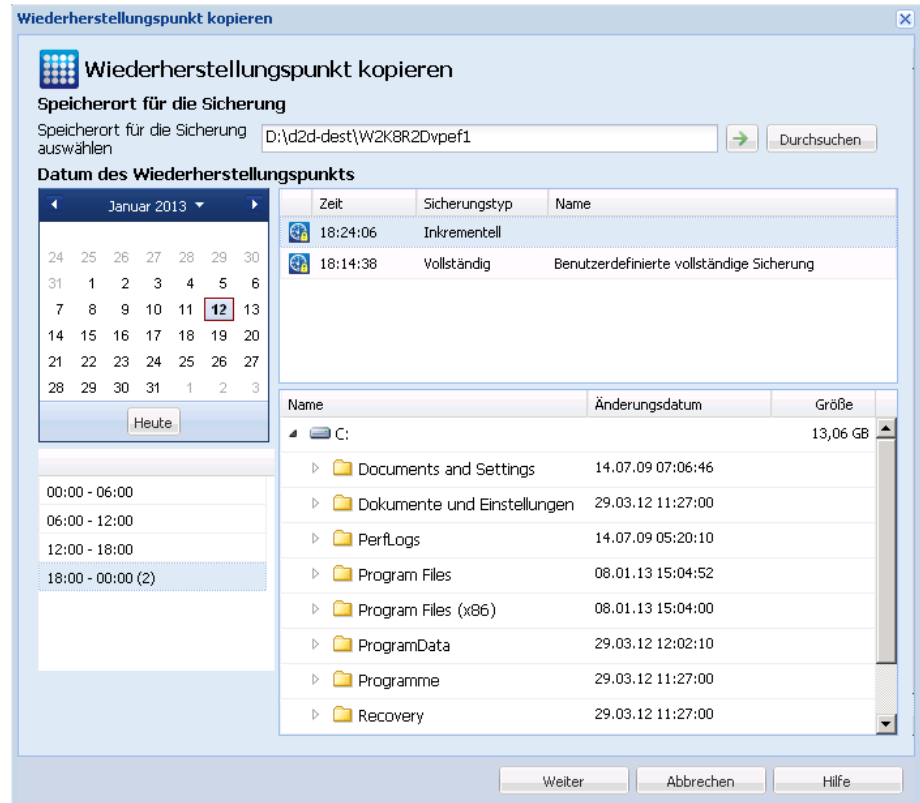 Wiederherstellungspunkt kopieren
Wiederherstellungspunkt kopieren
Speicherort für die Sicherung
Speicherort für die Sicherung auswählen
D:\d2d-dest\W2K8R2Dvpef1
Durchsuchen
Datum des Wiederherstellungspunkts
Januar 2013
24 25 26 27 28 29 30
31 1 2 3 4 5 6
7 8 9 10 11 12 13
14 15 16 17 18 19 20
21 22 23 24 25 26 27
28 29 30 31 1 2 3
Heute
00:00 - 06:00
06:00 - 12:00
12:00 - 18:00
18:00 - 00:00 (2)
Zeit Sicherungstyp Name
18:24:06 Inkrementell
18:14:38 Vollständig Benutzerdefinierte vollständige Sicherung
Name Änderungsdatum Größe
C: 13,06 GB
Documents and Settings 14.07.09 07:06:46
Dokumente und Einstellungen 29.03.12 11:27:00
PerfLogs 14.07.09 05:20:10
Program Files 08.01.13 15:04:52
Program Files (x86) 08.01.13 15:04:00
ProgramData 29.03.12 12:02:10
Programme 29.03.12 11:27:00
Recovery 29.03.12 11:27:00
Weiter Abbrechen Hilfe